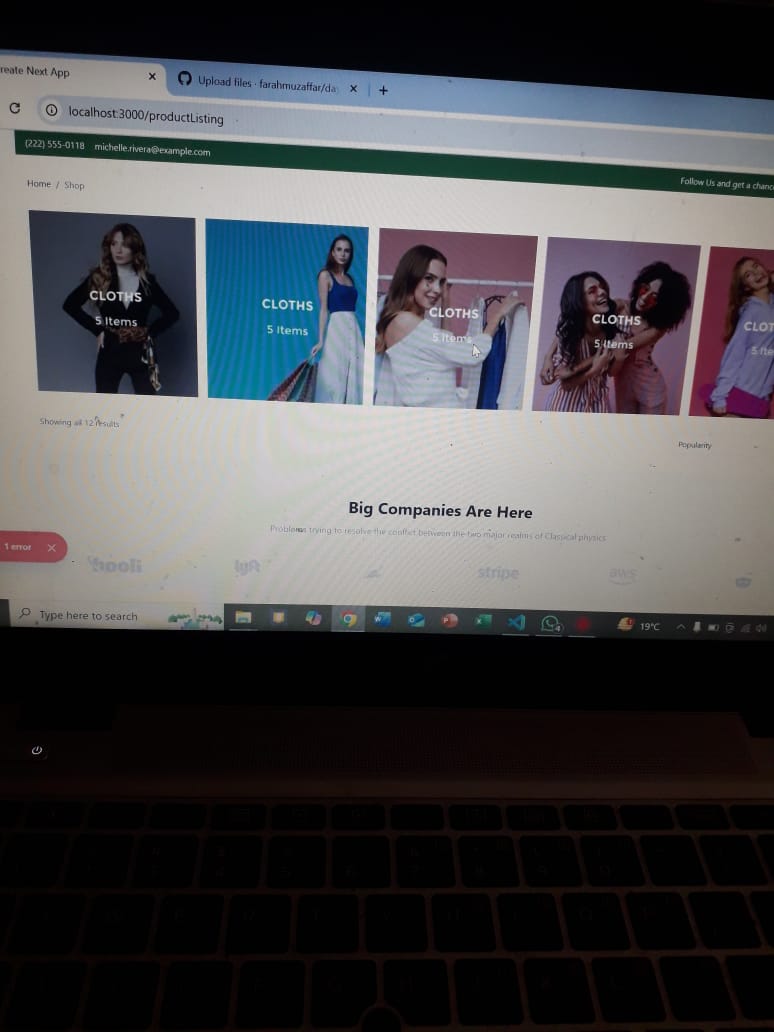 reate Next App
Upload files · farahmuzaffar/da
localhost:3000/productListing
(222) 555-0118 michelle.rivera@example.com
Follow Us and get a chanc
Home / Shop
CLOTHS
5 Items
CLOTHS
5 Items
CLOTHS
5 Items
CLOTHS
5 Items
CLOT
5 Ite
Showing all 12 results
Popularity
Big Companies Are Here
Problems trying to resolve the conflict between the two major realms of Classical physics
1 error
hooli
lyft
stripe
aws
Type here to search
4
19°C